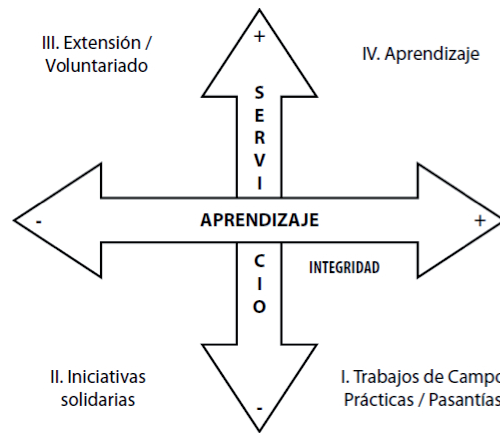 III. Extensión /
Voluntariado
+
IV. Aprendizaje
S
E
R
V
I
-
APRENDIZAJE
+
C
I
O
INTEGRIDAD
II. Iniciativas
solidarias
-
I. Trabajos de Campo
Prácticas / Pasantías